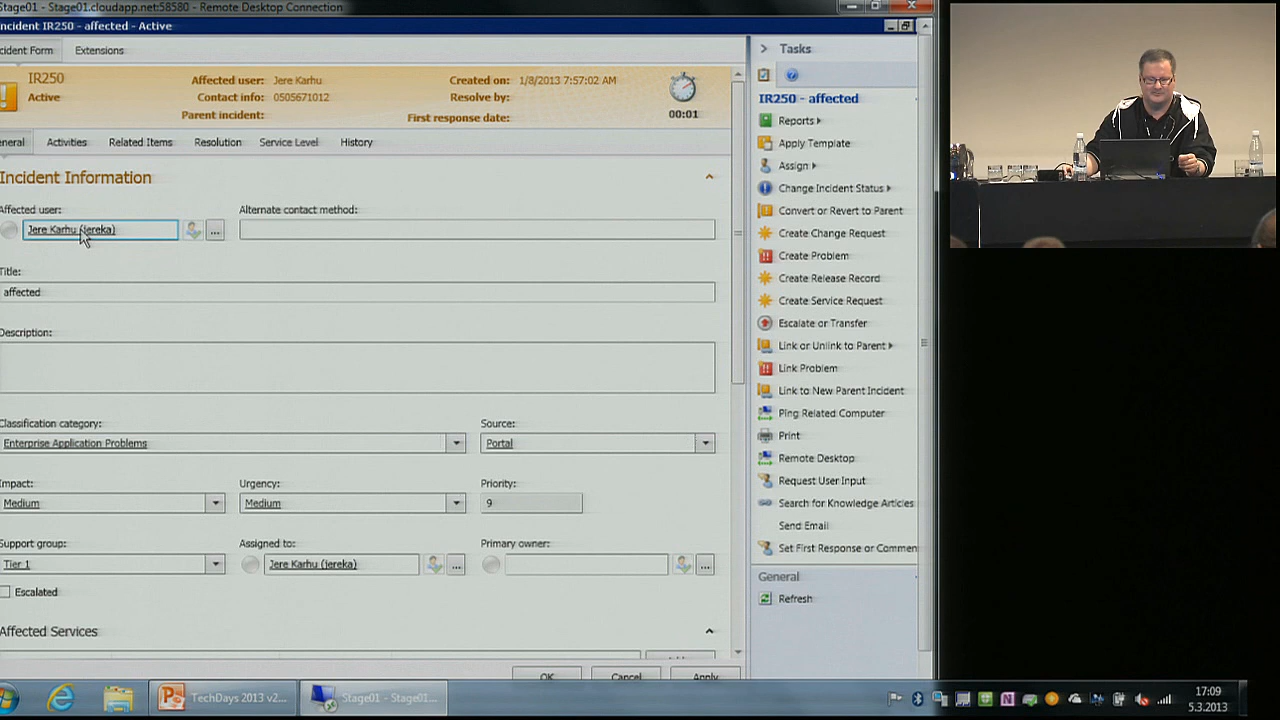 Stage01 - Stage01.cloudapp.net:58580 - Remote Desktop Connection
Incident IR250 - affected - Active
cident Form Extensions
IR250
Active
Affected user: Jere Karhu
Contact info: 0505671012
Parent incident:
Created on: 1/8/2013 7:57:02 AM
Resolve by:
First response date:
00:01
eneral Activities Related Items Resolution Service Level History
Incident Information
Affected user: Alternate contact method:
Jere Karhu (jereka) ...
Title:
affected
Description:
Classification category: Source:
Enterprise Application Problems Portal
Impact: Urgency: Priority:
Medium Medium 9
Support group: Assigned to: Primary owner:
Tier 1 Jere Karhu (jereka) ... ...
Escalated
Affected Services
OK Cancel Apply
Tasks
IR250 - affected
Reports
Apply Template
Assign
Change Incident Status
Convert or Revert to Parent
Create Change Request
Create Problem
Create Release Record
Create Service Request
Escalate or Transfer
Link or Unlink to Parent
Link Problem
Link to New Parent Incident
Ping Related Computer
Print
Remote Desktop
Request User Input
Search for Knowledge Articles
Send Email
Set First Response or Commen
General
Refresh
TechDays 2013 v2... Stage01 - Stage01...
17:09
5.3.2013